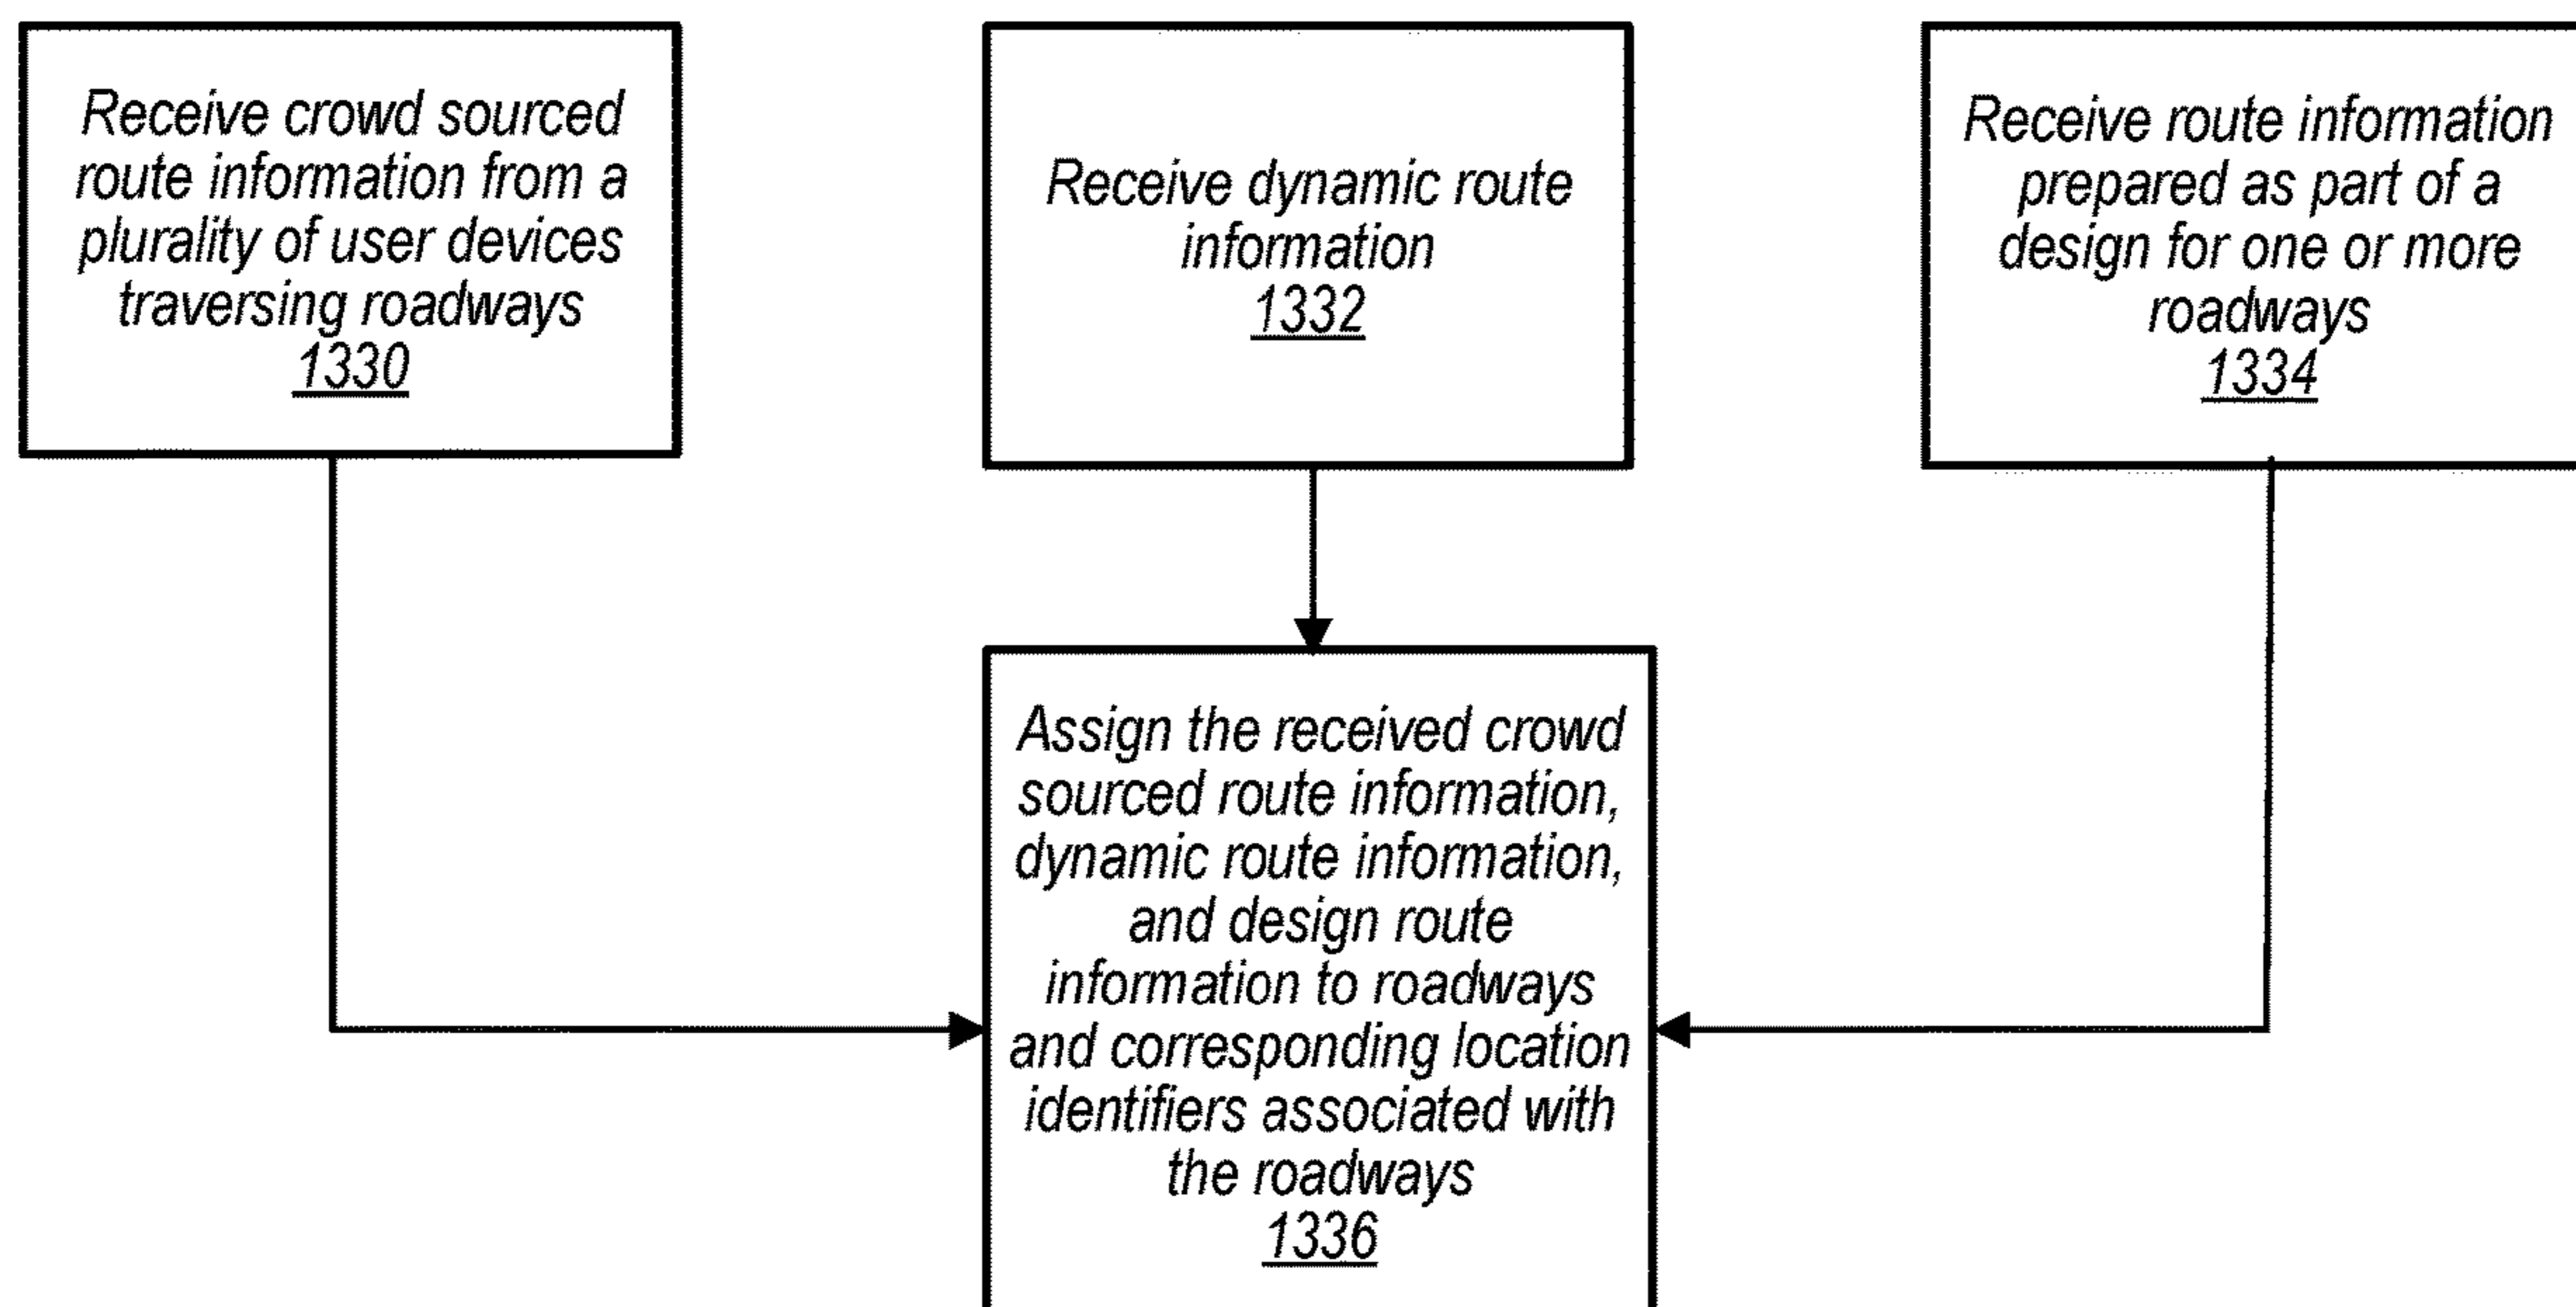 Receive crowd sourced
route information from a
plurality of user devices
traversing roadways
1330
Receive dynamic route
information
1332
Receive route information
prepared as part of a
design for one or more
roadways
1334
Assign the received crowd
sourced route information,
dynamic route information,
and design route
information to roadways
and corresponding location
identifiers associated with
the roadways
1336